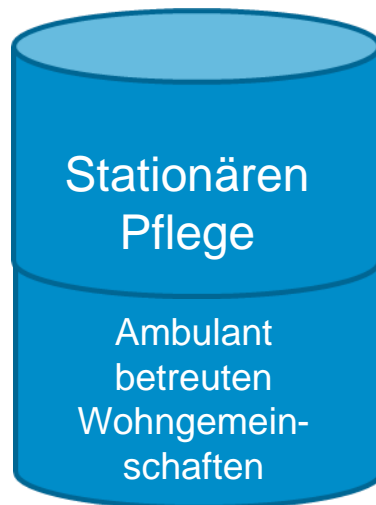 Stationären
Pflege
Ambulant
betreuten
Wohngemein-
schaften